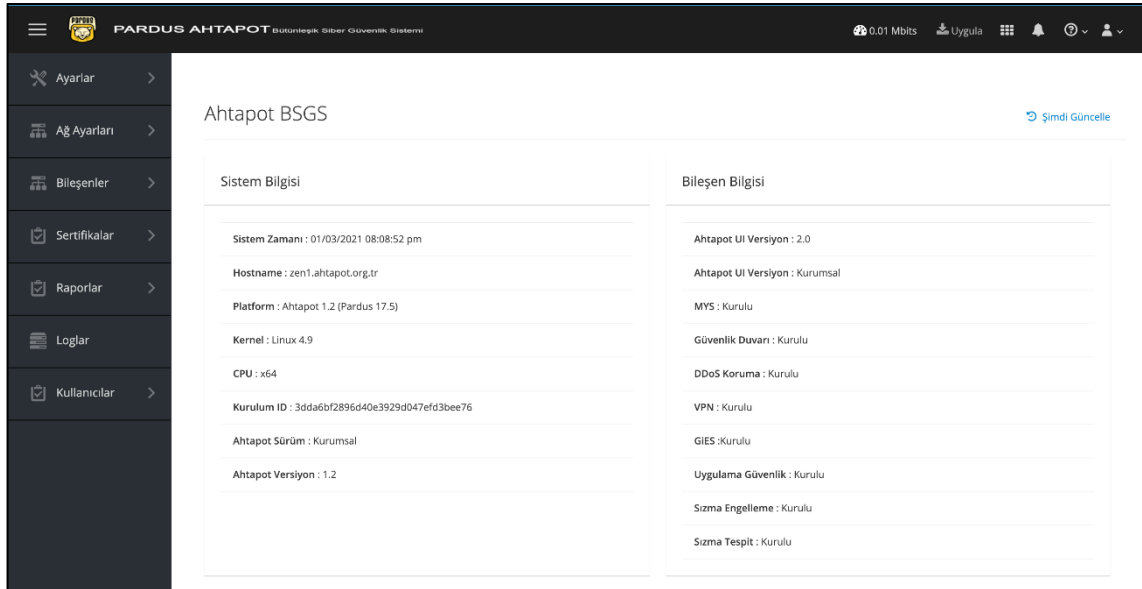 PARDUS
PARDUS AHTAPOT Bütünleşik Siber Güvenlik Sistemi
0.01 Mbits
Uygula
Ayarlar
Ağ Ayarları
Bileşenler
Sertifikalar
Raporlar
Loglar
Kullanıcılar
Ahtapot BSGS
Şimdi Güncelle
Sistem Bilgisi
Sistem Zamanı : 01/03/2021 08:08:52 pm
Hostname : zen1.ahtapot.org.tr
Platform : Ahtapot 1.2 (Pardus 17.5)
Kernel : Linux 4.9
CPU : x64
Kurulum ID : 3dda6bf2896d40e3929d047efd3bee76
Ahtapot Sürüm : Kurumsal
Ahtapot Versiyon : 1.2
Bileşen Bilgisi
Ahtapot UI Versiyon : 2.0
Ahtapot UI Versiyon : Kurumsal
MYS : Kurulu
Güvenlik Duvarı : Kurulu
DDoS Koruma : Kurulu
VPN : Kurulu
GİES :Kurulu
Uygulama Güvenlik : Kurulu
Sızma Engelleme : Kurulu
Sızma Tespit : Kurulu